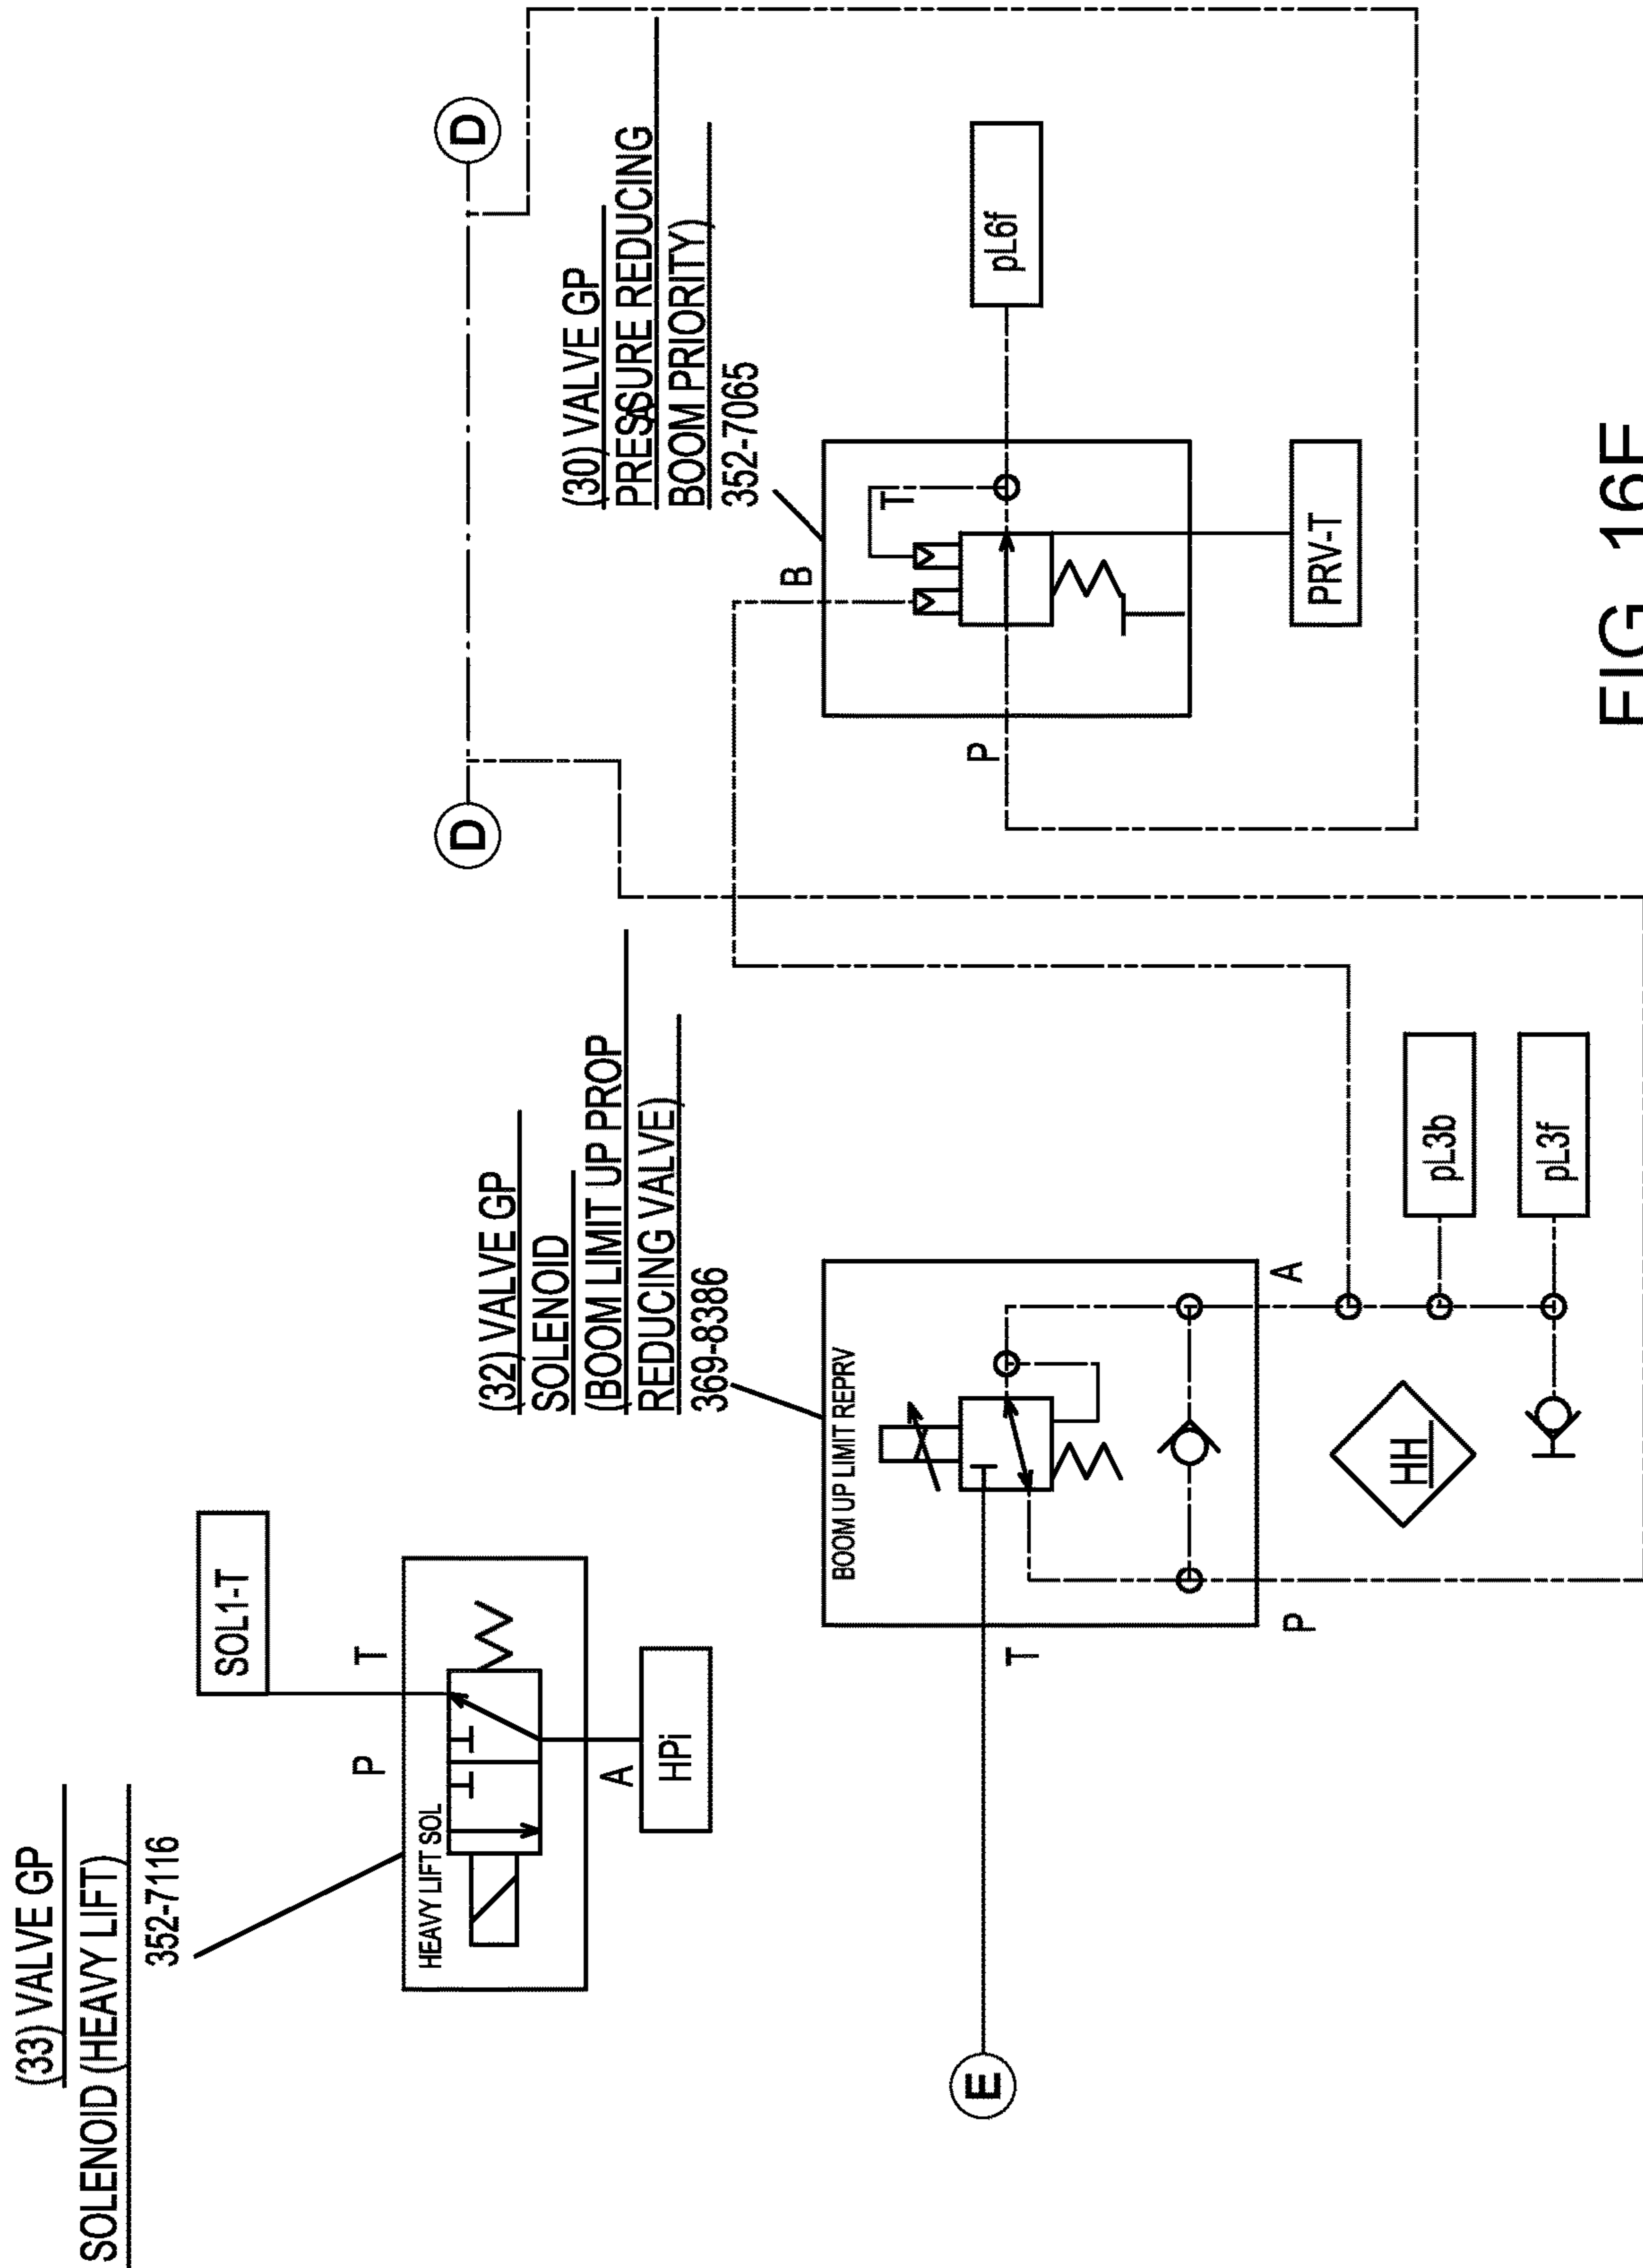 (33) VALVE GP
SOLENOID (HEAVY LIFT)
352-7116
SOL1-T
P
T
HEAVY LIFT SOL
A
HPi
D
D
(32) VALVE GP
SOLENOID
(BOOM LIMIT UP PROP
REDUCING VALVE)
369-8386
(30) VALVE GP
PRESSURE REDUCING
BOOM PRIORITY)
352-7065
A
B
BOOM UP LIMIT REPRV
T
pL6f
E
T
P
P
A
PRV-T
HH
pL3b
pL3f
FIG. 16E